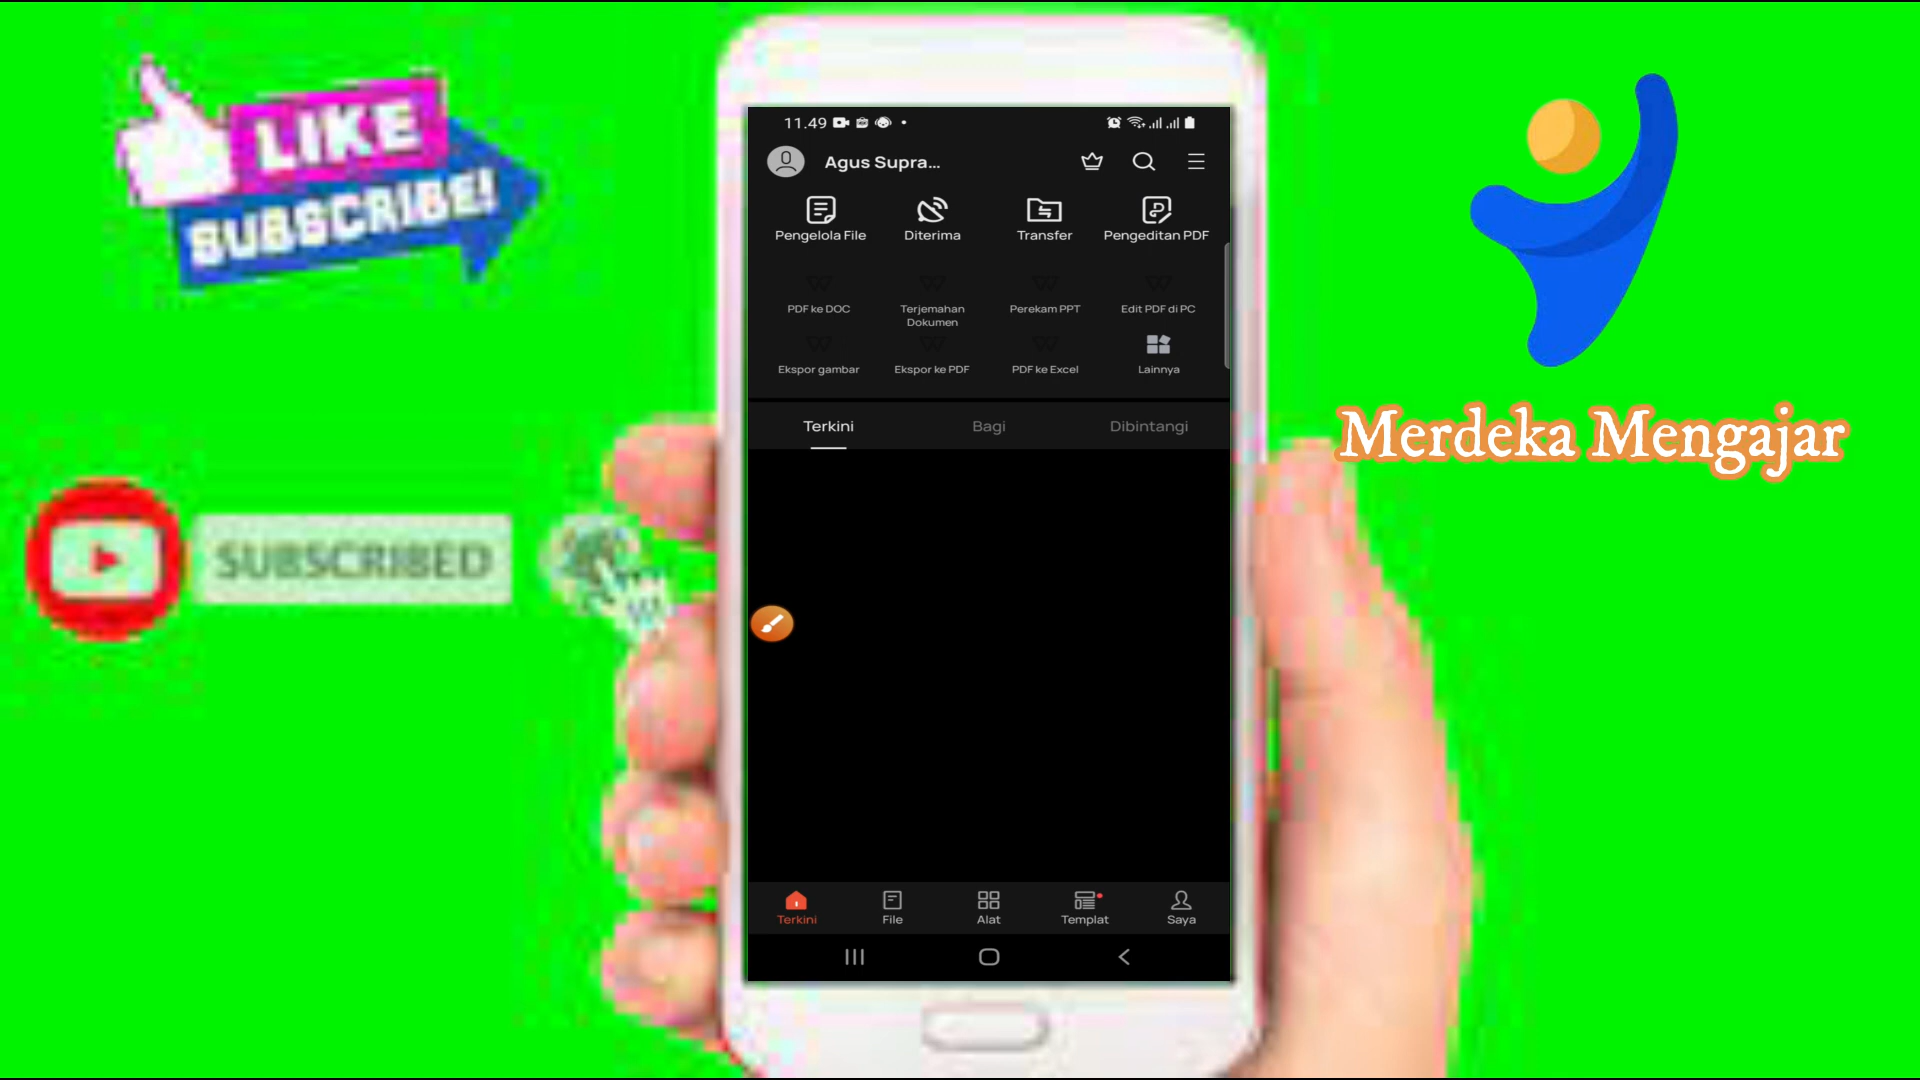 LIKE
SUBSCRIBE!
SUBSCRIBED
11.49
Agus Supra...
Pengelola File
Diterima
Transfer
Pengeditan PDF
PDF ke DOC
Terjemahan
Dokumen
Perekam PPT
Edit PDF di PC
Ekspor gambar
Ekspor ke PDF
PDF ke Excel
Lainnya
Terkini
Bagi
Dibintangi
Terkini
File
Alat
Templat
Saya
Merdeka Mengajar